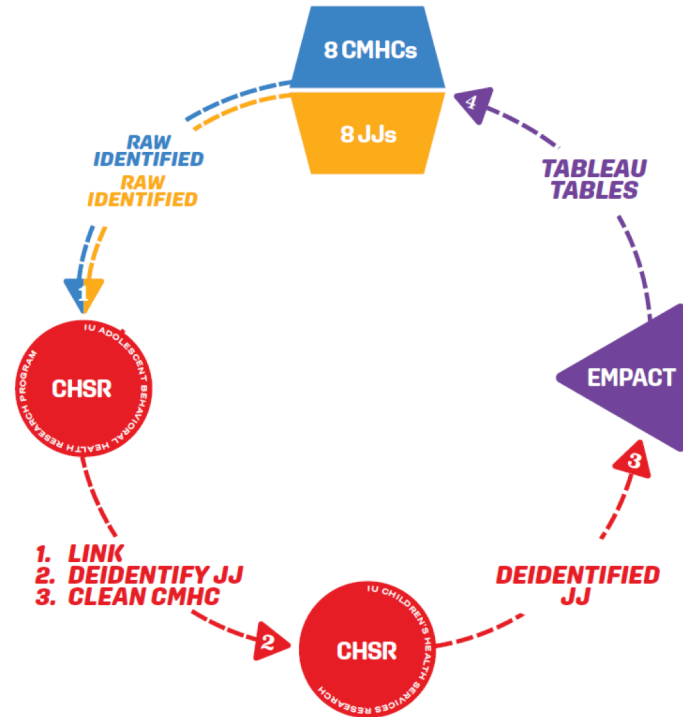 8 CMHCs
8 JJs
RAW
IDENTIFIED
RAW
IDENTIFIED
1
IU ADOLESCENT BEHAVIORAL HEALTH RESEARCH PROGRAM
CHSR
1. LINK
2. DEIDENTIFY JJ
3. CLEAN CMHC
2
IU CHILDREN'S HEALTH SERVICES RESEARCH
CHSR
DEIDENTIFIED
JJ
3
EMPACT
TABLEAU
TABLES
4